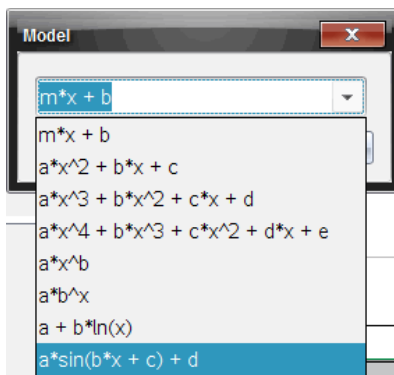 Model
m*x + b
m*x + b
a*x^2 + b*x + c
a*x^3 + b*x^2 + c*x + d
a*x^4 + b*x^3 + c*x^2 + d*x + e
a*x^b
a*b^x
a + b*ln(x)
a*sin(b*x + c) + d